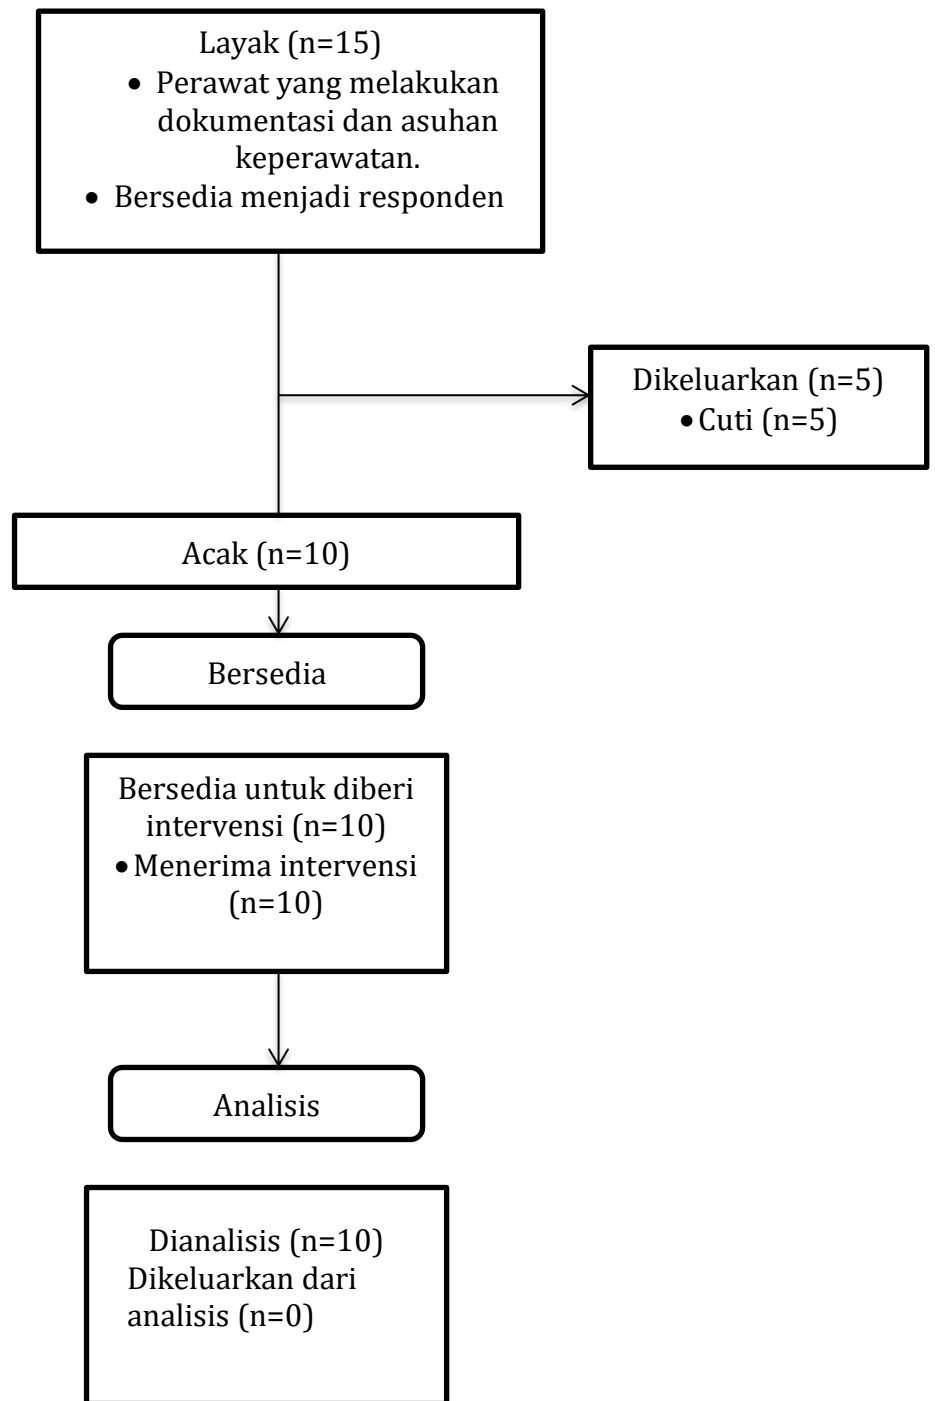 Layak (n=15)
• Perawat yang melakukan
dokumentasi dan asuhan
keperawatan.
• Bersedia menjadi responden
Dikeluarkan (n=5)
• Cuti (n=5)
Acak (n=10)
Bersedia
Bersedia untuk diberi
intervensi (n=10)
• Menerima intervensi
(n=10)
Analisis
Dianalisis (n=10)
Dikeluarkan dari
analisis (n=0)